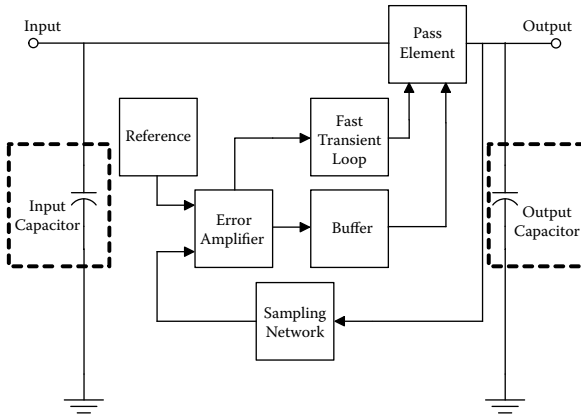 Input
Pass
Element
Output
Reference
Fast
Transient
Loop
Input
Capacitor
Error
Amplifier
Buffer
Output
Capacitor
Sampling
Network